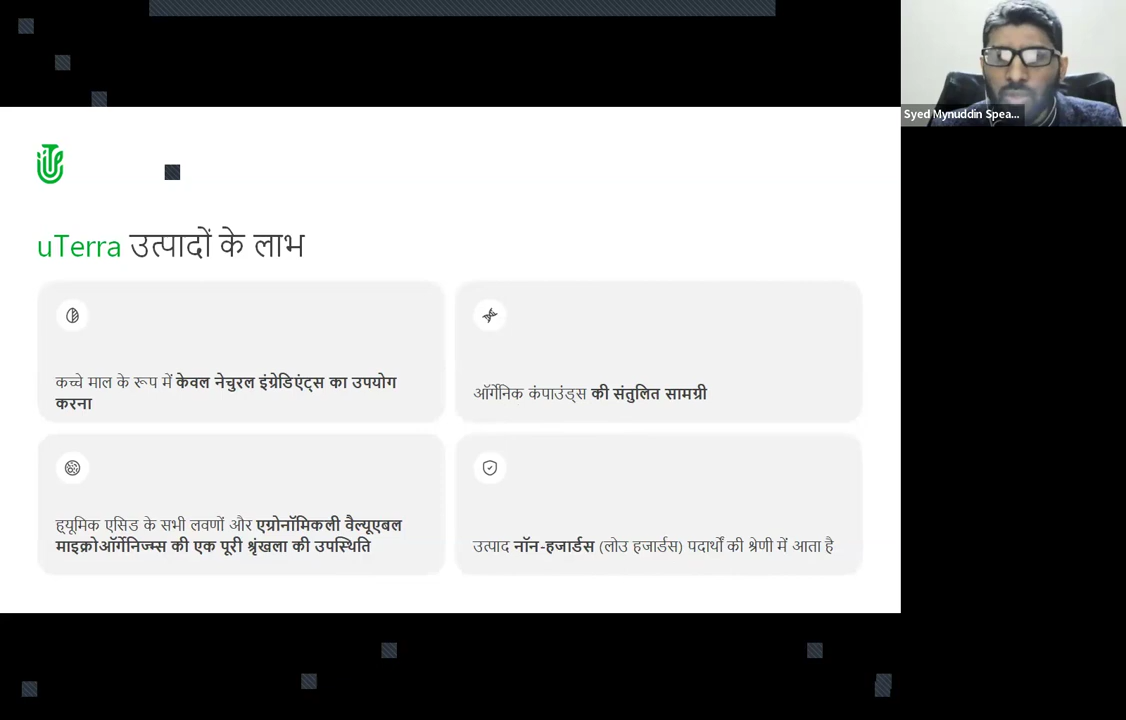 Syed Mynuddin Spea...
uTerra उत्पादों के लाभ
कच्चे माल के रूप में केवल नेचुरल इंग्रेडिएंट्स का उपयोग
करना
ऑर्गेनिक कंपाउंड्स की संतुलित सामग्री
ह्यूमिक एसिड के सभी लवणों और एग्रोनॉमिकली वैल्यूएबल
माइक्रोऑर्गेनिज्म्स की एक पूरी श्रृंखला की उपस्थिति
उत्पाद नॉन-हजार्डस (लोउ हजार्डस) पदार्थों की श्रेणी में आता है